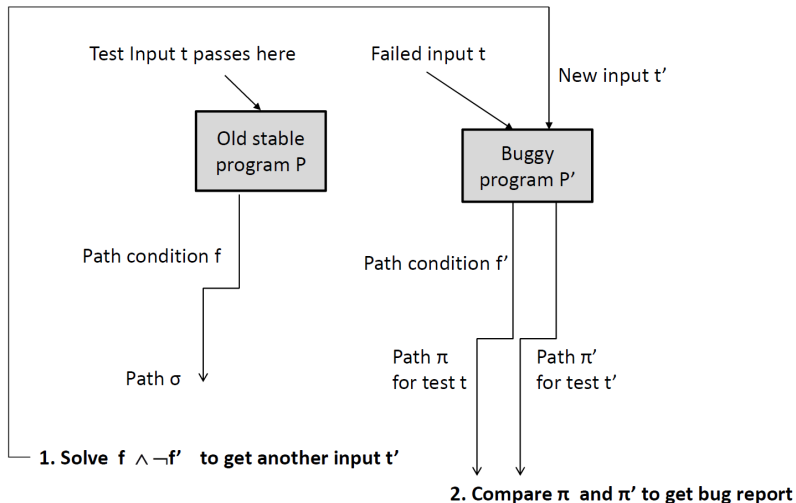 Test Input t passes here
Failed input t
New input t’
Old stable
program P
Buggy
program P’
Path condition f
Path condition f’
Path σ
Path π
for test t
Path π’
for test t’
1. Solve f ∧ ¬f’ to get another input t’
2. Compare π and π’ to get bug report